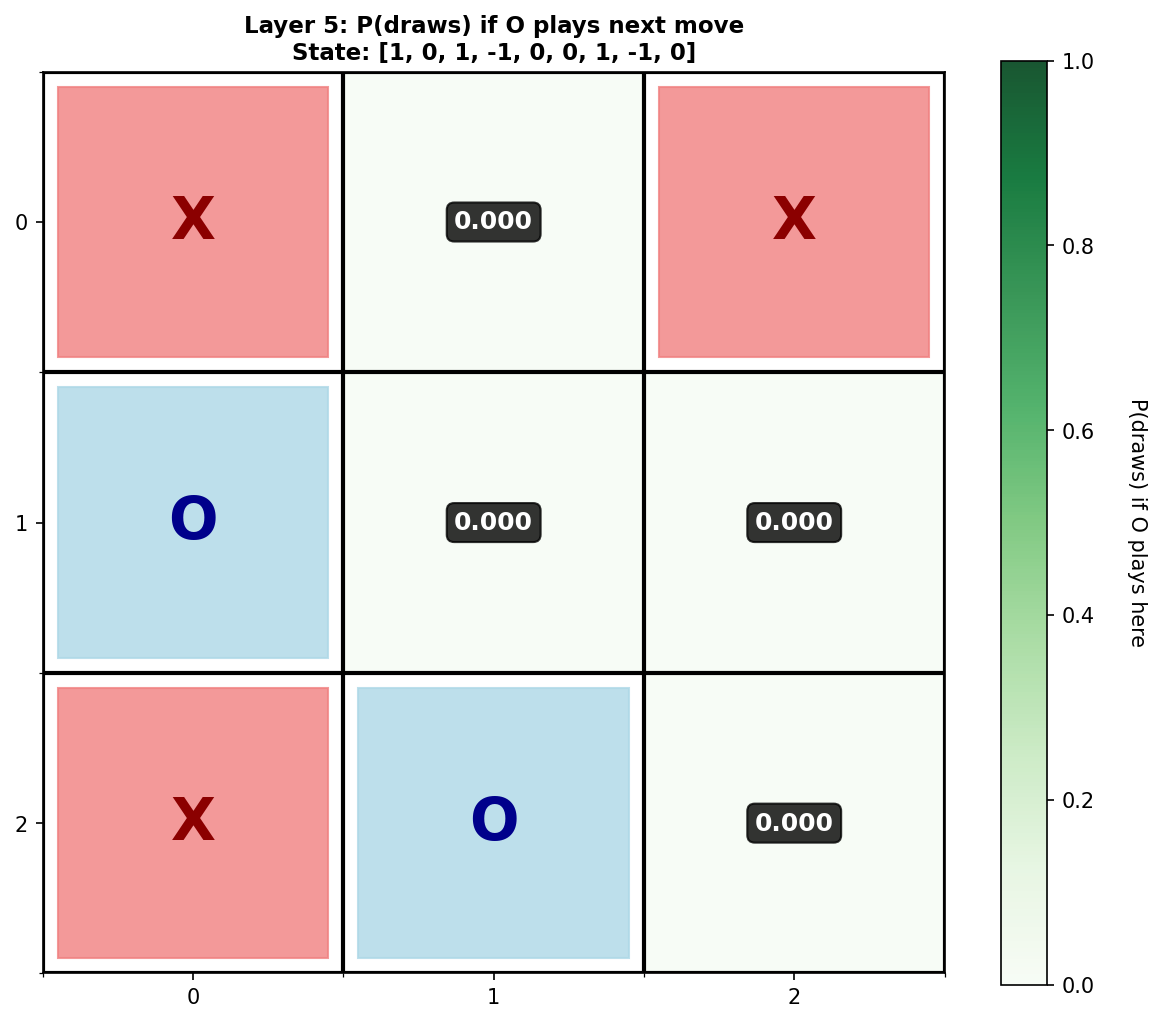 Layer 5: P(draws) if O plays next move
State: [1, 0, 1, -1, 0, 0, 1, -1, 0]
1.0
0.8
0.6
0.4
0.2
0.0
P(draws) if O plays here
0
X
0.000
X
1
O
0.000
0.000
2
X
O
0.000
0
1
2